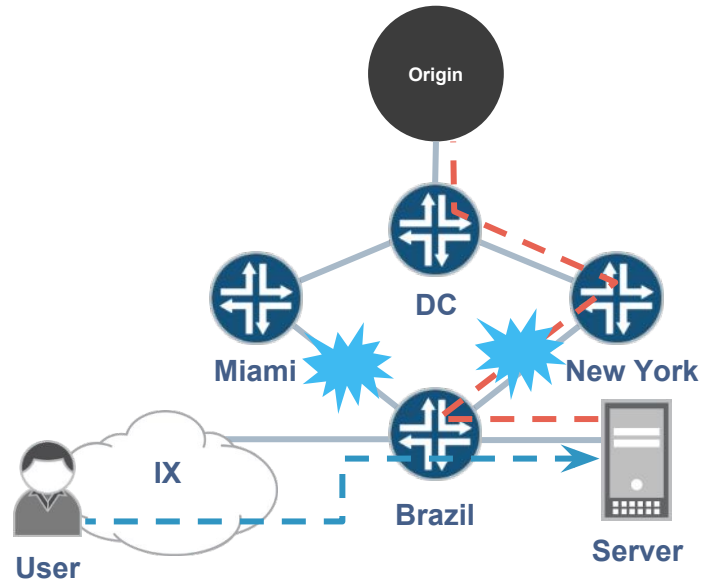 Origin
DC
Miami
New York
IX
Brazil
User
Server